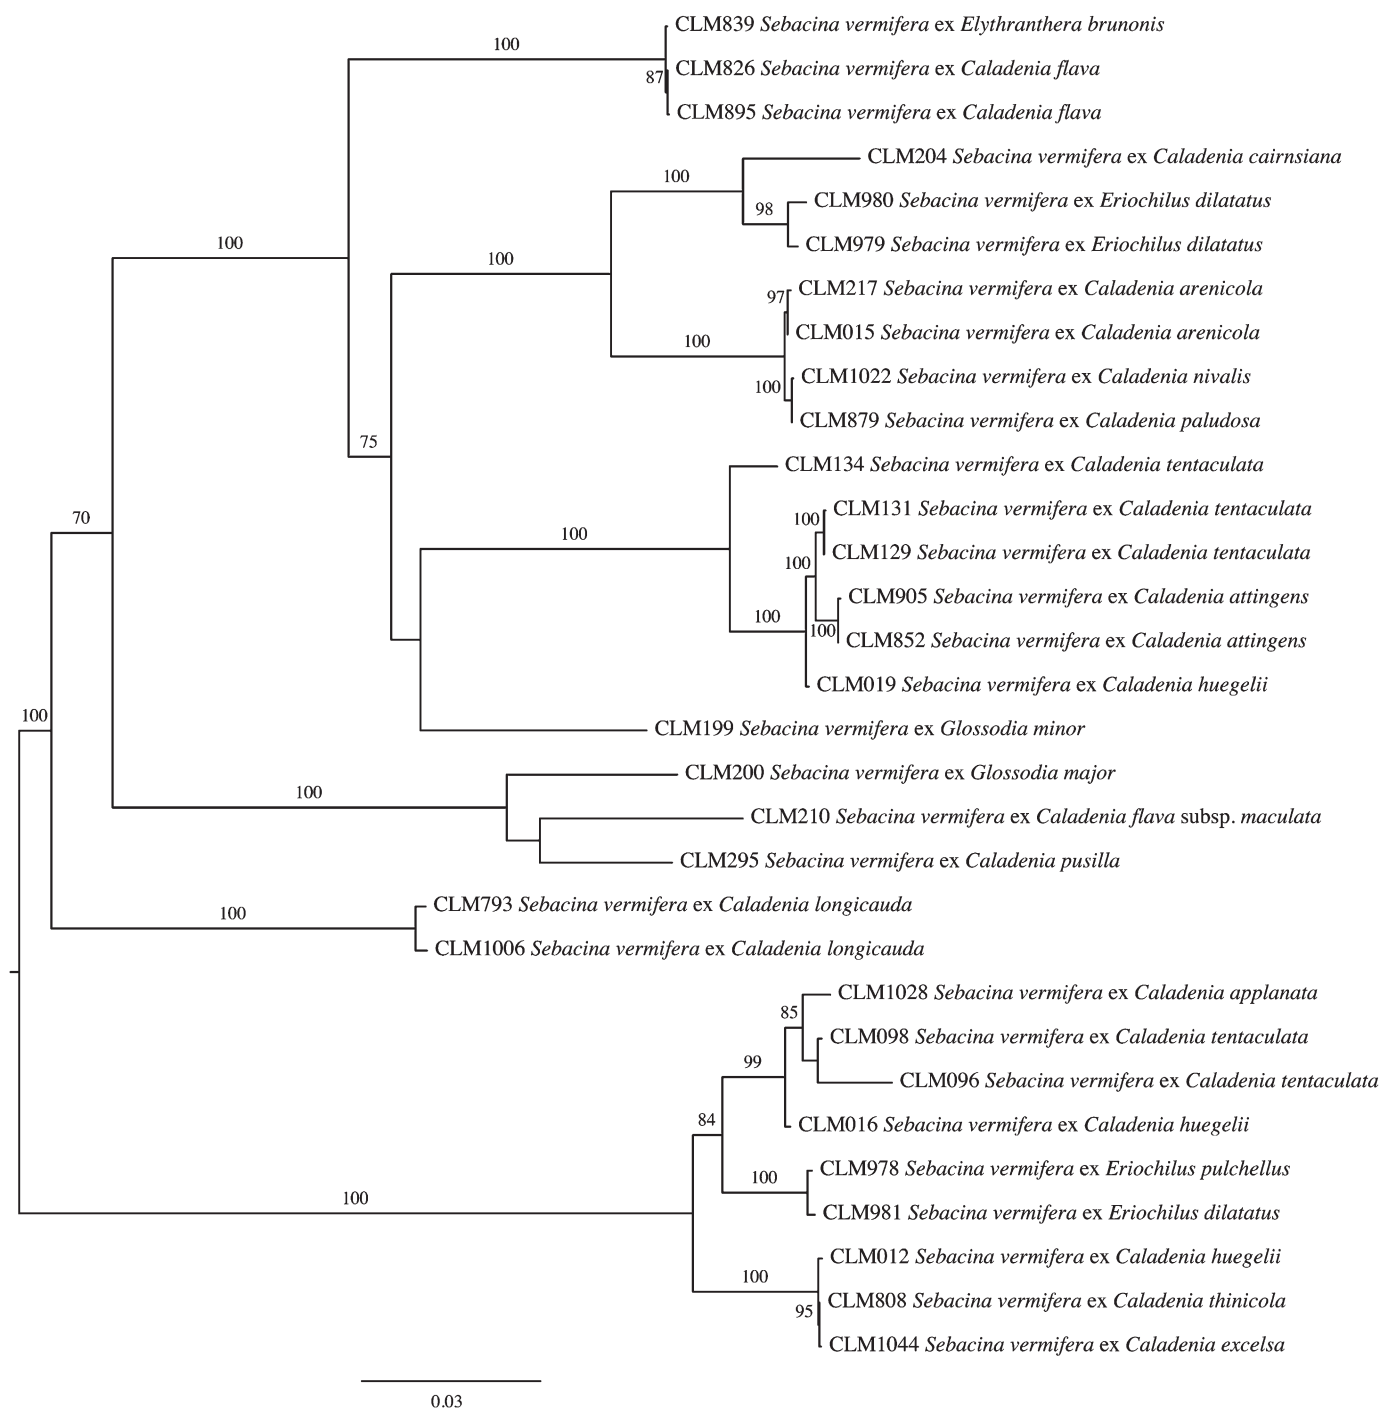 CLM839 Sebacina vermifera ex Elythranthera brunonis
100
87
CLM826 Sebacina vermifera ex Caladenia flava
CLM895 Sebacina vermifera ex Caladenia flava
CLM204 Sebacina vermifera ex Caladenia cairnsiana
100
98
CLM980 Sebacina vermifera ex Eriochilus dilatatus
100
CLM979 Sebacina vermifera ex Eriochilus dilatatus
100
97
CLM217 Sebacina vermifera ex Caladenia arenicola
CLM015 Sebacina vermifera ex Caladenia arenicola
100
100
CLM1022 Sebacina vermifera ex Caladenia nivalis
CLM879 Sebacina vermifera ex Caladenia paludosa
75
CLM134 Sebacina vermifera ex Caladenia tentaculata
100
CLM131 Sebacina vermifera ex Caladenia tentaculata
70
100
CLM129 Sebacina vermifera ex Caladenia tentaculata
100
CLM905 Sebacina vermifera ex Caladenia attingens
100
100
CLM852 Sebacina vermifera ex Caladenia attingens
CLM019 Sebacina vermifera ex Caladenia huegelii
100
CLM199 Sebacina vermifera ex Glossodia minor
CLM200 Sebacina vermifera ex Glossodia major
100
CLM210 Sebacina vermifera ex Caladenia flava subsp. maculata
CLM295 Sebacina vermifera ex Caladenia pusilla
CLM793 Sebacina vermifera ex Caladenia longicauda
100
CLM1006 Sebacina vermifera ex Caladenia longicauda
CLM1028 Sebacina vermifera ex Caladenia applanata
85
CLM098 Sebacina vermifera ex Caladenia tentaculata
99
CLM096 Sebacina vermifera ex Caladenia tentaculata
84
CLM016 Sebacina vermifera ex Caladenia huegelii
CLM978 Sebacina vermifera ex Eriochilus pulchellus
100
100
CLM981 Sebacina vermifera ex Eriochilus dilatatus
CLM012 Sebacina vermifera ex Caladenia huegelii
100
95
CLM808 Sebacina vermifera ex Caladenia thinicola
CLM1044 Sebacina vermifera ex Caladenia excelsa
0.03